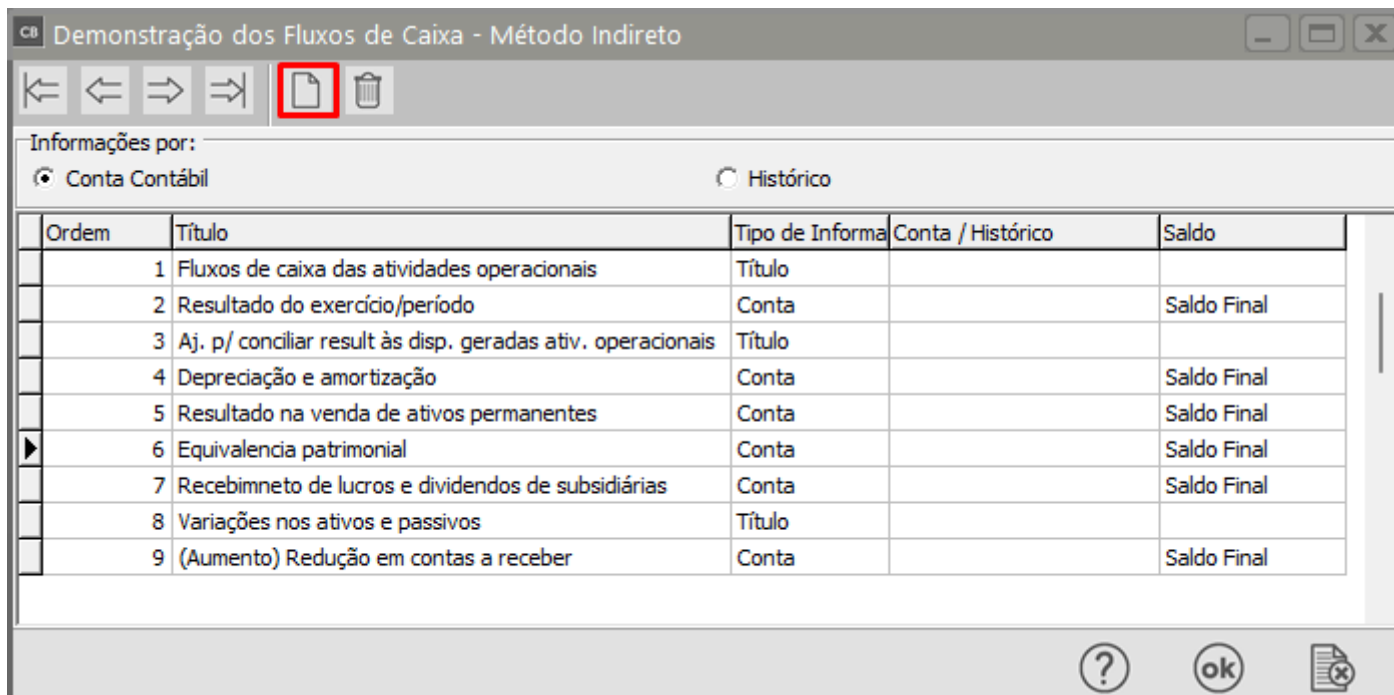 CB Demonstração dos Fluxos de Caixa - Método Indireto
Informações por:
Conta Contábil Histórico
Ordem Título Tipo de Informa Conta / Histórico Saldo
1 Fluxos de caixa das atividades operacionais Título
2 Resultado do exercício/período Conta Saldo Final
3 Aj. p/ conciliar result às disp. geradas ativ. operacionais Título
4 Depreciação e amortização Conta Saldo Final
5 Resultado na venda de ativos permanentes Conta Saldo Final
6 Equivalencia patrimonial Conta Saldo Final
7 Recebimneto de lucros e dividendos de subsidiárias Conta Saldo Final
8 Variações nos ativos e passivos Título
9 (Aumento) Redução em contas a receber Conta Saldo Final
? ok